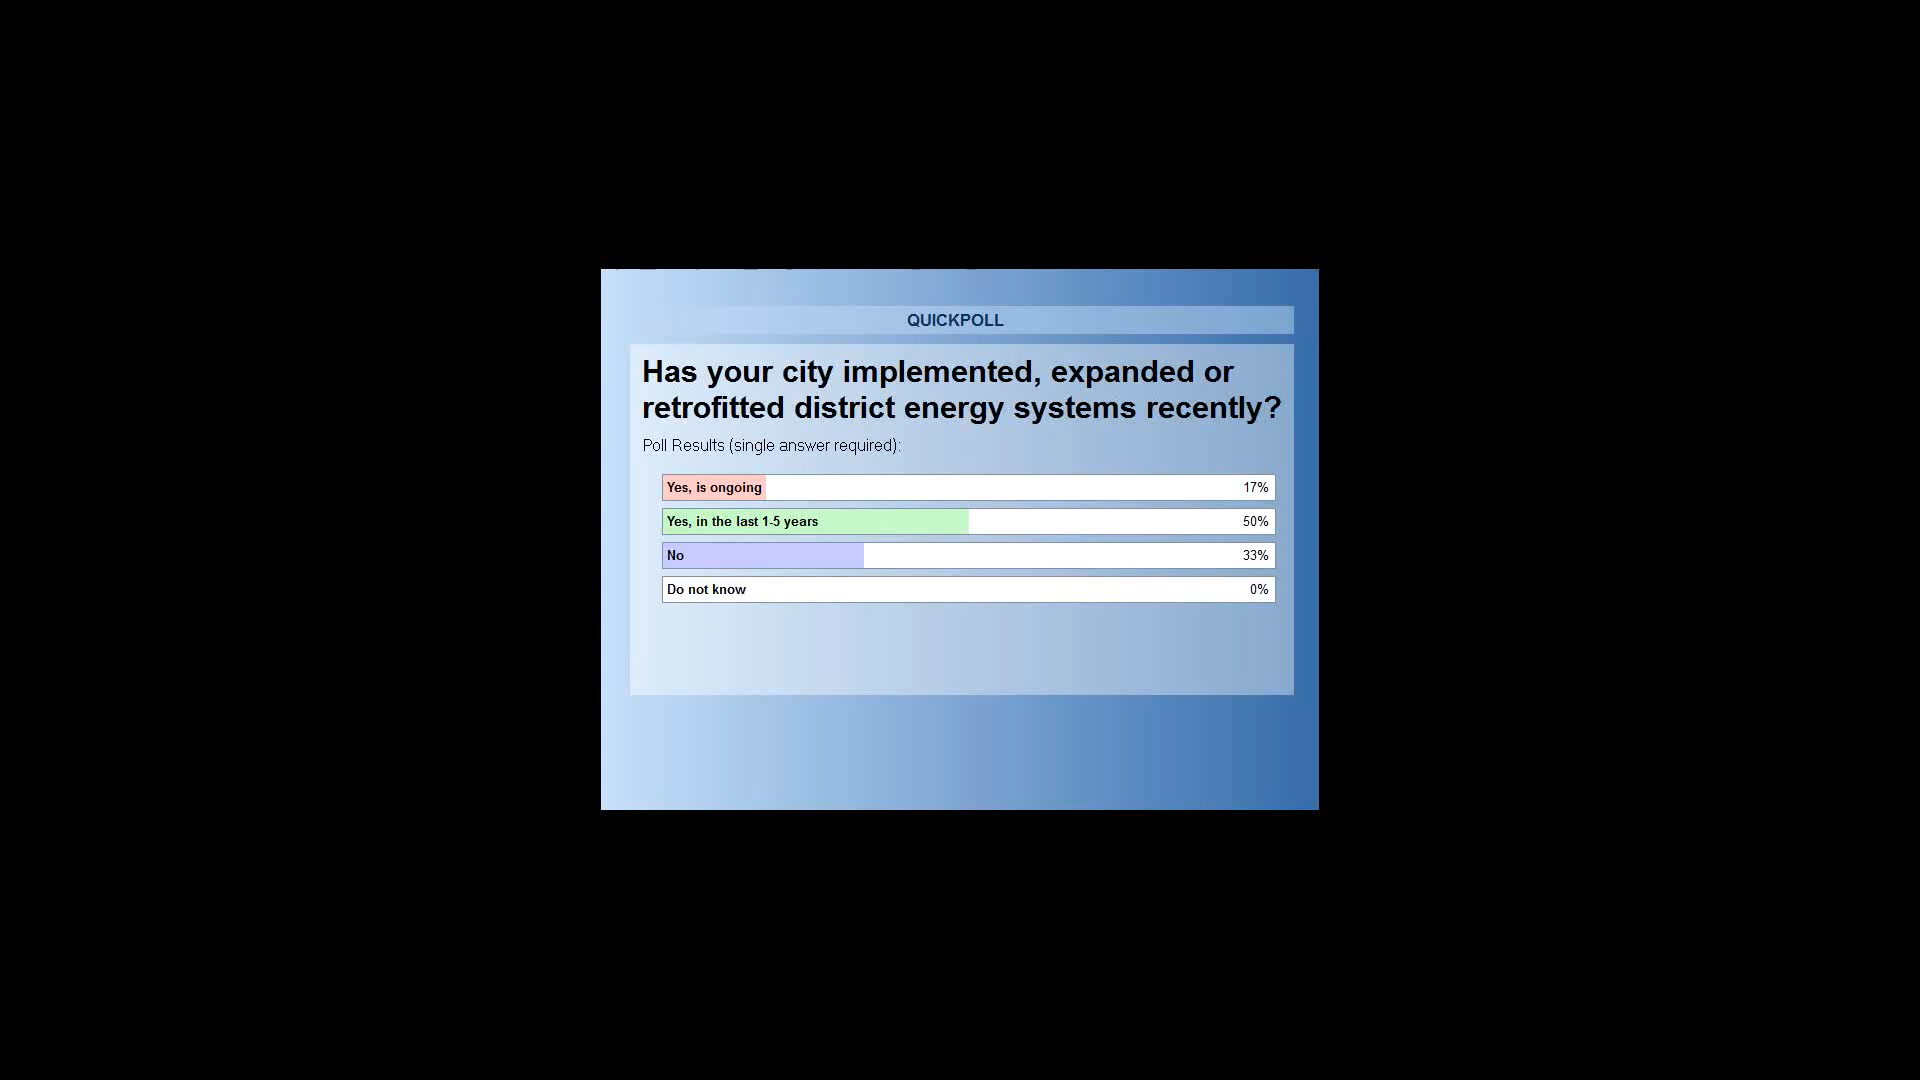 QUICKPOLL
Has your city implemented, expanded or
retrofitted district energy systems recently?
Poll Results (single answer required):
Yes, is ongoing 17%
Yes, in the last 1-5 years 50%
No 33%
Do not know 0%